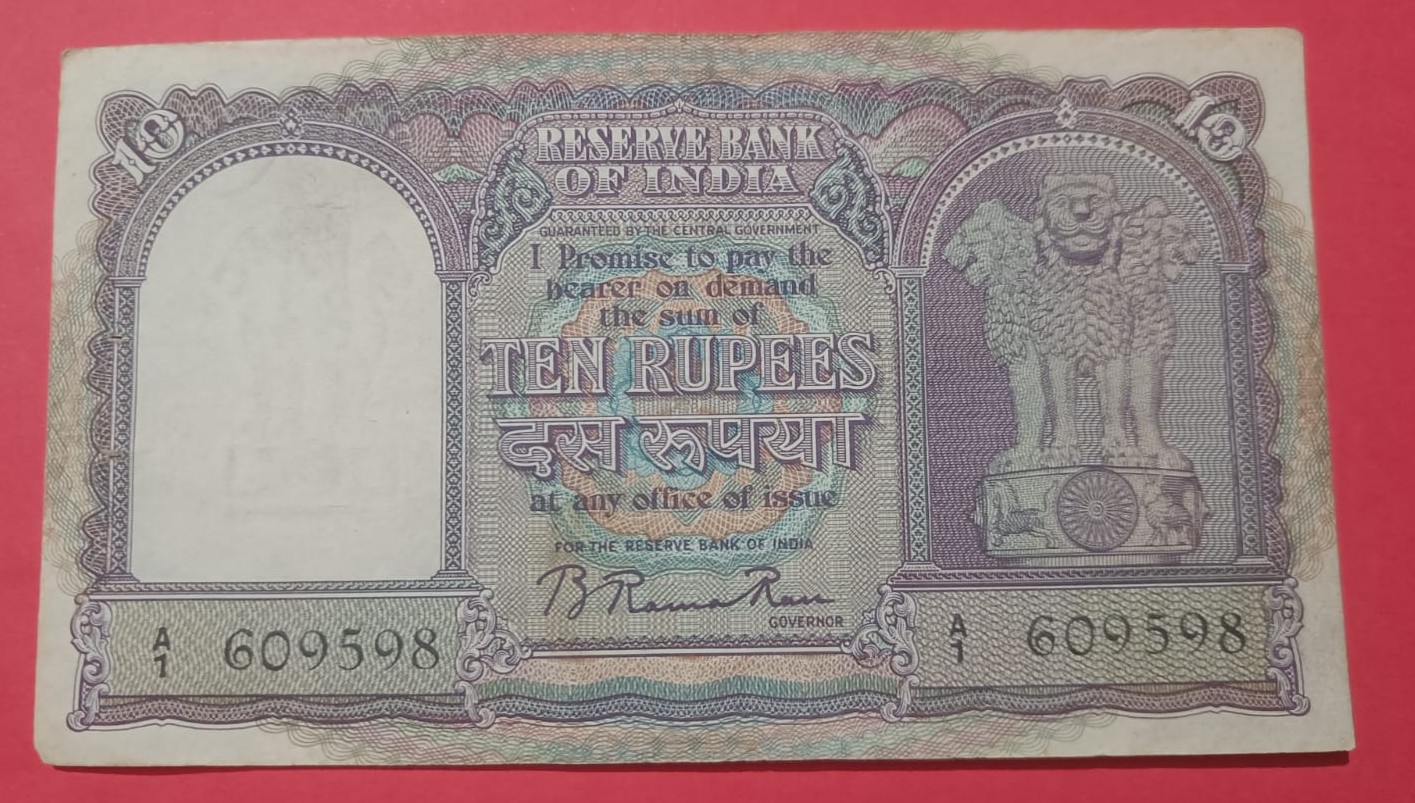 10
10
RESERVE BANK
OF INDIA
GUARANTEED BY THE CENTRAL GOVERNMENT
I Promise to pay the
bearer on demand
the sum of
TEN RUPEES
दस रूपया
at any office of issue
FOR THE RESERVE BANK OF INDIA
B Rama Rau
GOVERNOR
A/1 609598
A/1 609598